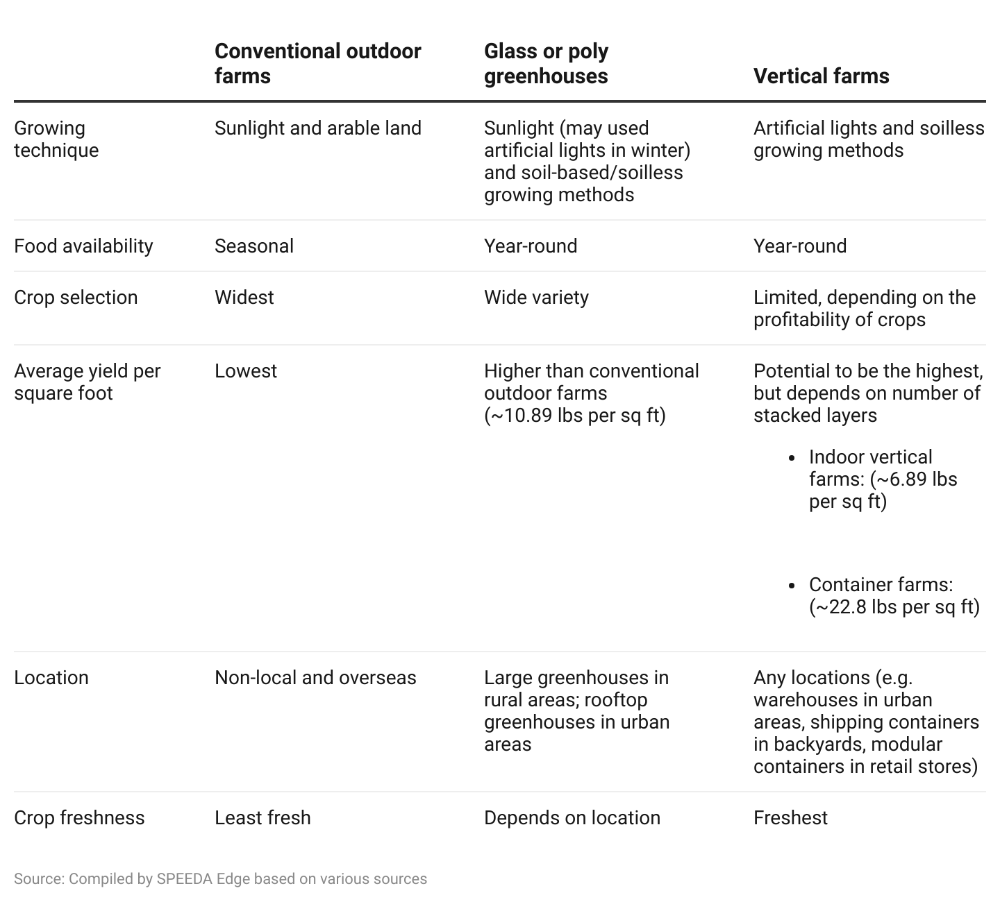 Conventional outdoor
farms
Glass or poly
greenhouses
Vertical farms
Growing
technique
Sunlight and arable land
Sunlight (may used
artificial lights in winter)
and soil-based/soilless
growing methods
Artificial lights and soilless
growing methods
Food availability
Seasonal
Year-round
Year-round
Crop selection
Widest
Wide variety
Limited, depending on the
profitability of crops
Average yield per
square foot
Lowest
Higher than conventional
outdoor farms
(~10.89 lbs per sq ft)
Potential to be the highest,
but depends on number of
stacked layers
• Indoor vertical
farms: (~6.89 lbs
per sq ft)
• Container farms:
(~22.8 lbs per sq ft)
Location
Non-local and overseas
Large greenhouses in
rural areas; rooftop
greenhouses in urban
areas
Any locations (e.g.
warehouses in urban
areas, shipping containers
in backyards, modular
containers in retail stores)
Crop freshness
Least fresh
Depends on location
Freshest
Source: Compiled by SPEEDA Edge based on various sources